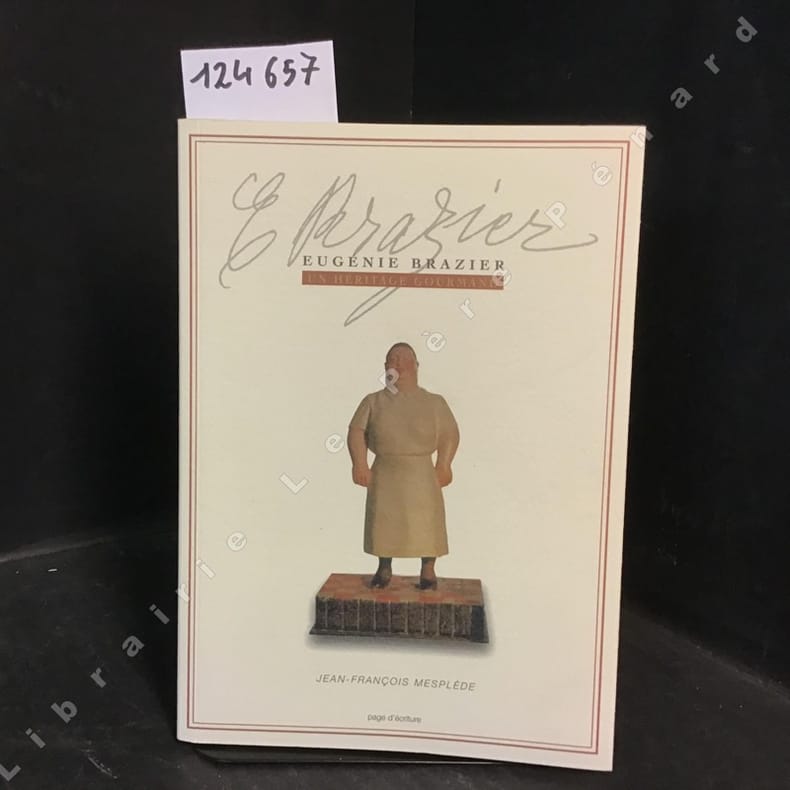 124 657
E Brazier
EUGÉNIE BRAZIER
UN HÉRITAGE GOURMAND
JEAN-FRANÇOIS MESPLÈDE
page d'écriture
Librairie Le Père Pénard